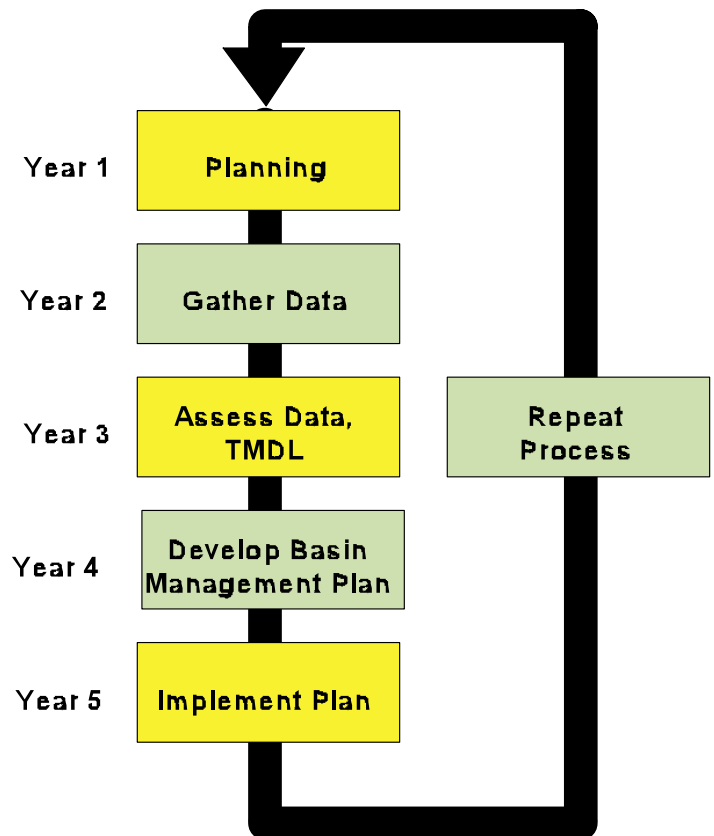 Year 1
Planning
Year 2
Gather Data
Year 3
Assess Data,
TMDL
Repeat
Process
Year 4
Develop Basin
Management Plan
Year 5
Implement Plan